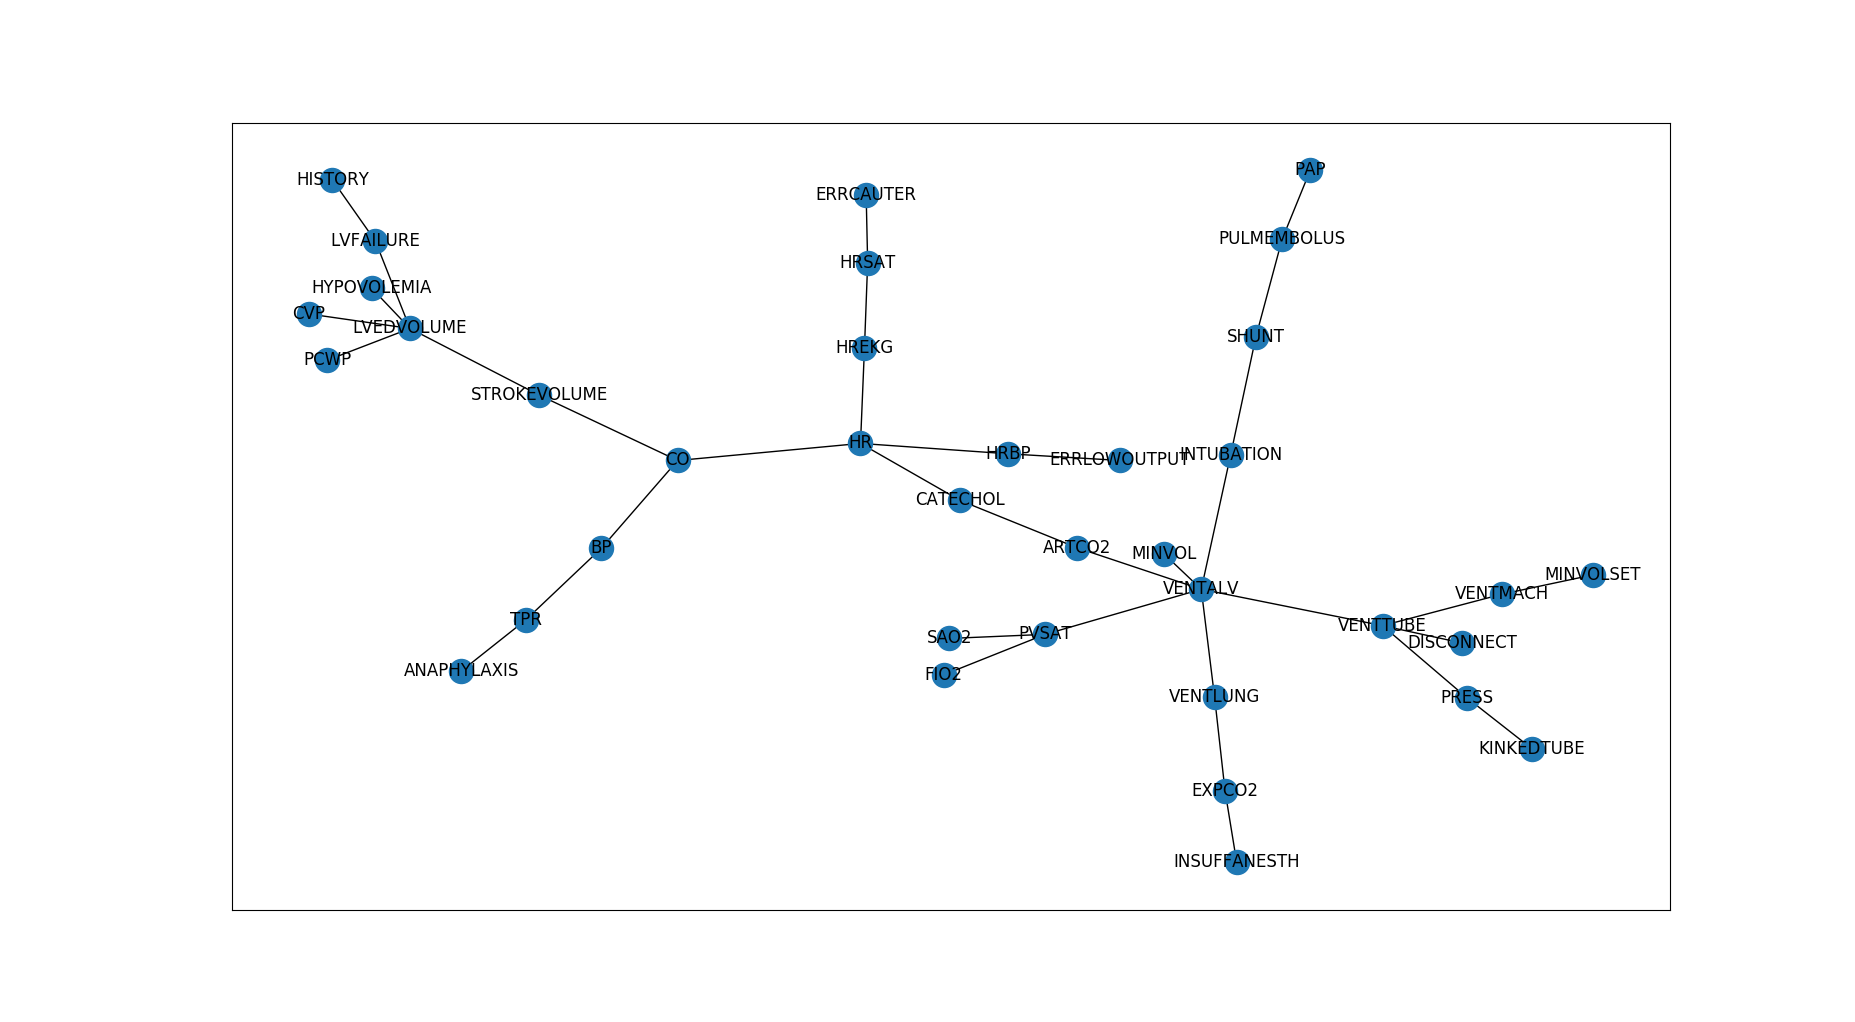 PAP
HISTORY
ERRCAUTER
PULMEMBOLUS
LVFAILURE
HRSAT
HYPOVOLEMIA
CVP
LVEDVOLUME
SHUNT
HREKG
PCWP
STROKEVOLUME
HR
HRBP
INTUBATION
CO
ERRLOWOUTPUT
CATECHOL
BP
ARTCO2
MINVOL
MINVOLSET
VENTALV
VENTMACH
TPR
VENTTUBE
PVSAT
SAO2
DISCONNECT
ANAPHYLAXIS
FIO2
VENTLUNG
PRESS
KINKEDTUBE
EXPCO2
INSUFFANESTH